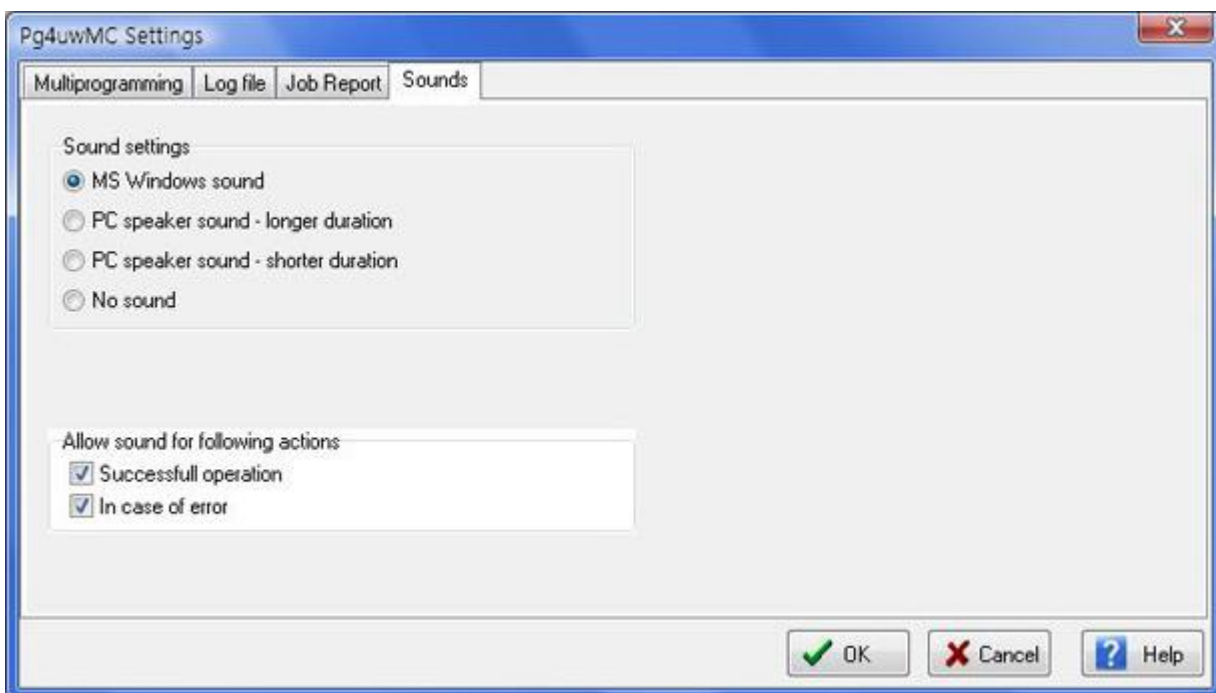 Pg4uwMC Settings
Multiprogramming Log file Job Report Sounds
Sound settings
MS Windows sound
PC speaker sound - longer duration
PC speaker sound - shorter duration
No sound
Allow sound for following actions
Successfull operation
In case of error
OK Cancel Help